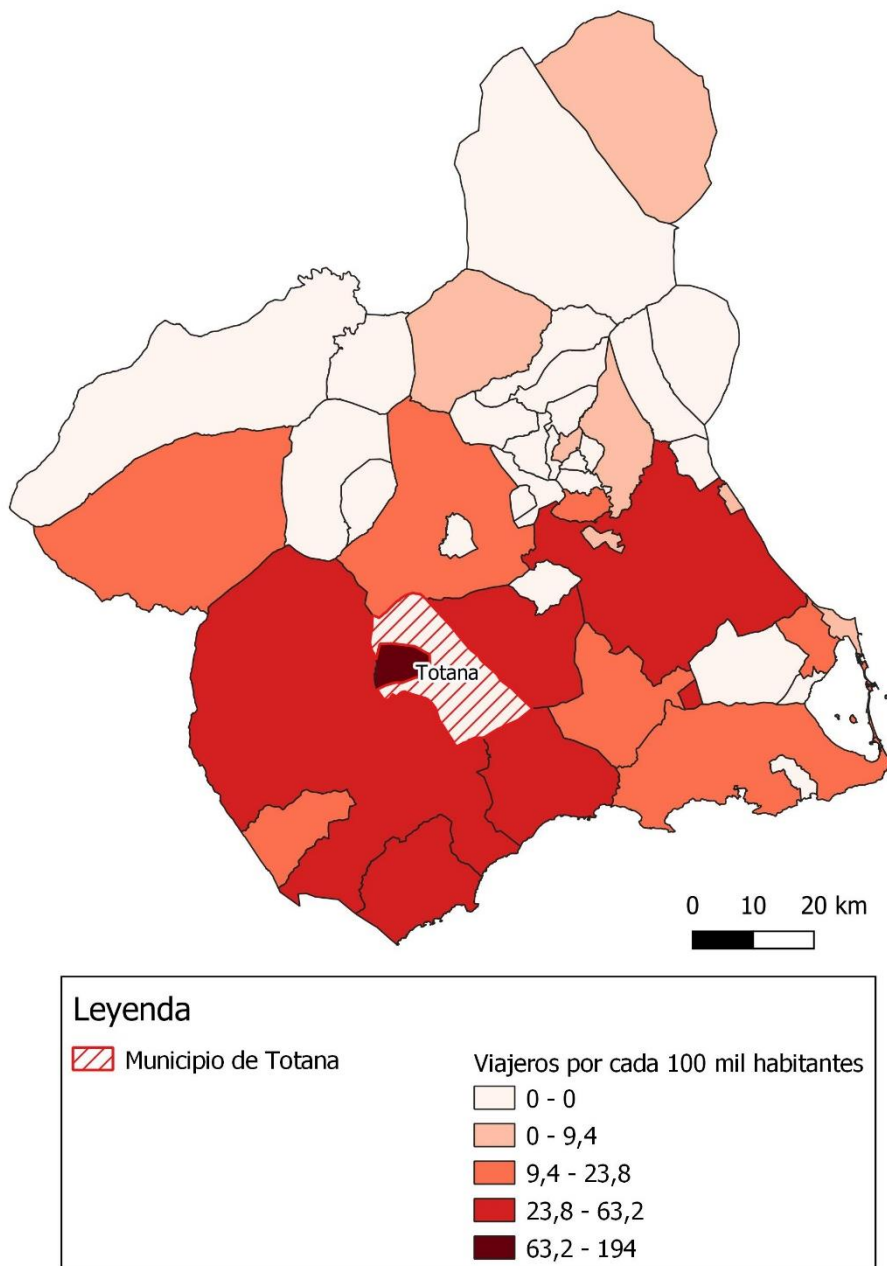 Totana
0 10 20 km
Leyenda
Municipio de Totana
Viajeros por cada 100 mil habitantes
0 - 0
0 - 9,4
9,4 - 23,8
23,8 - 63,2
63,2 - 194